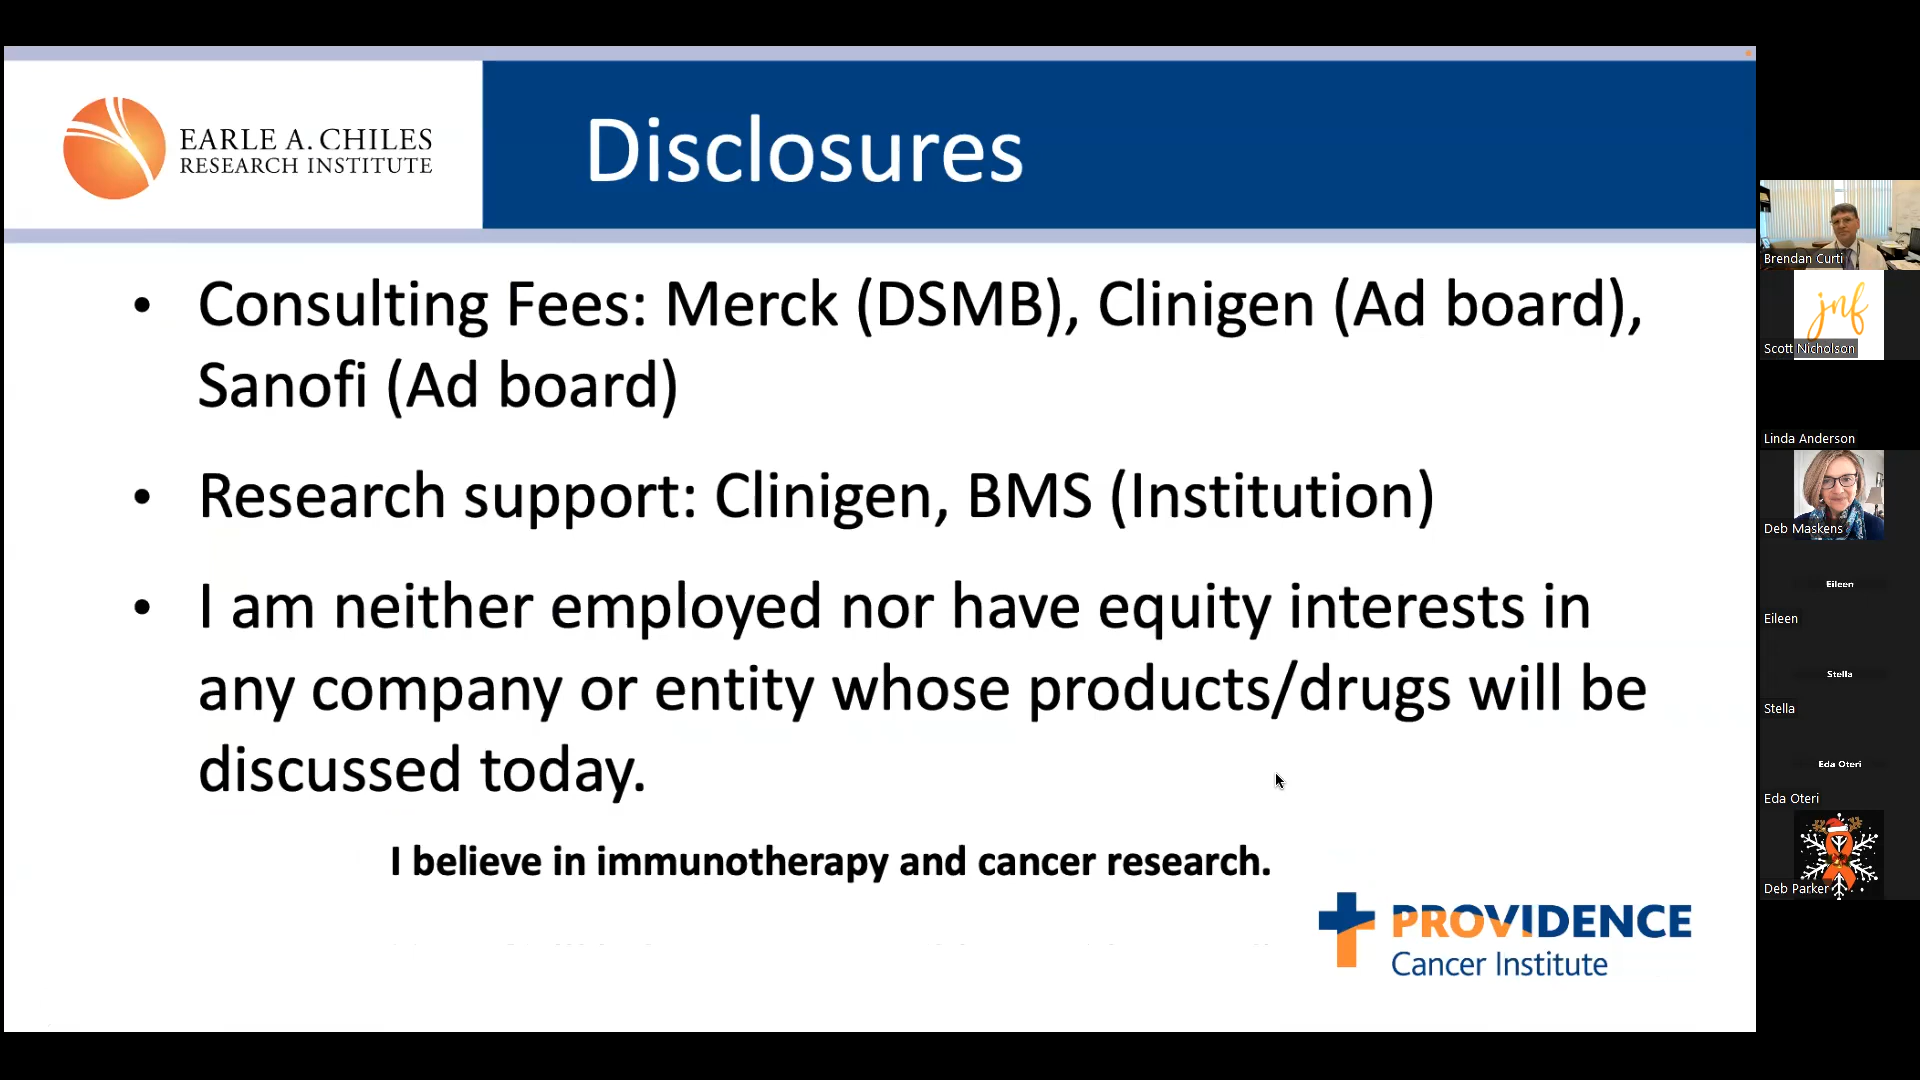 EARLE A. CHILES
RESEARCH INSTITUTE
Disclosures
• Consulting Fees: Merck (DSMB), Clinigen (Ad board),
Sanofi (Ad board)
• Research support: Clinigen, BMS (Institution)
• I am neither employed nor have equity interests in
any company or entity whose products/drugs will be
discussed today.
I believe in immunotherapy and cancer research.
PROVIDENCE
Cancer Institute
Brendan Curti
jnf
Scott Nicholson
Linda Anderson
Deb Maskens
Eileen
Eileen
Stella
Stella
Eda Oteri
Eda Oteri
Deb Parker